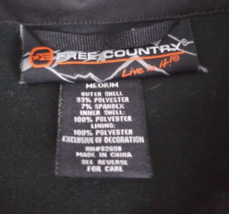 FREE COUNTRY®
Live in it!®
MEDIUM
OUTER SHELL:
93% POLYESTER
7% SPANDEX
INNER SHELL:
100% POLYESTER
LINING:
100% POLYESTER
EXCLUSIVE OF DECORATION
MADE IN CHINA
SEE REVERSE
FOR CARE